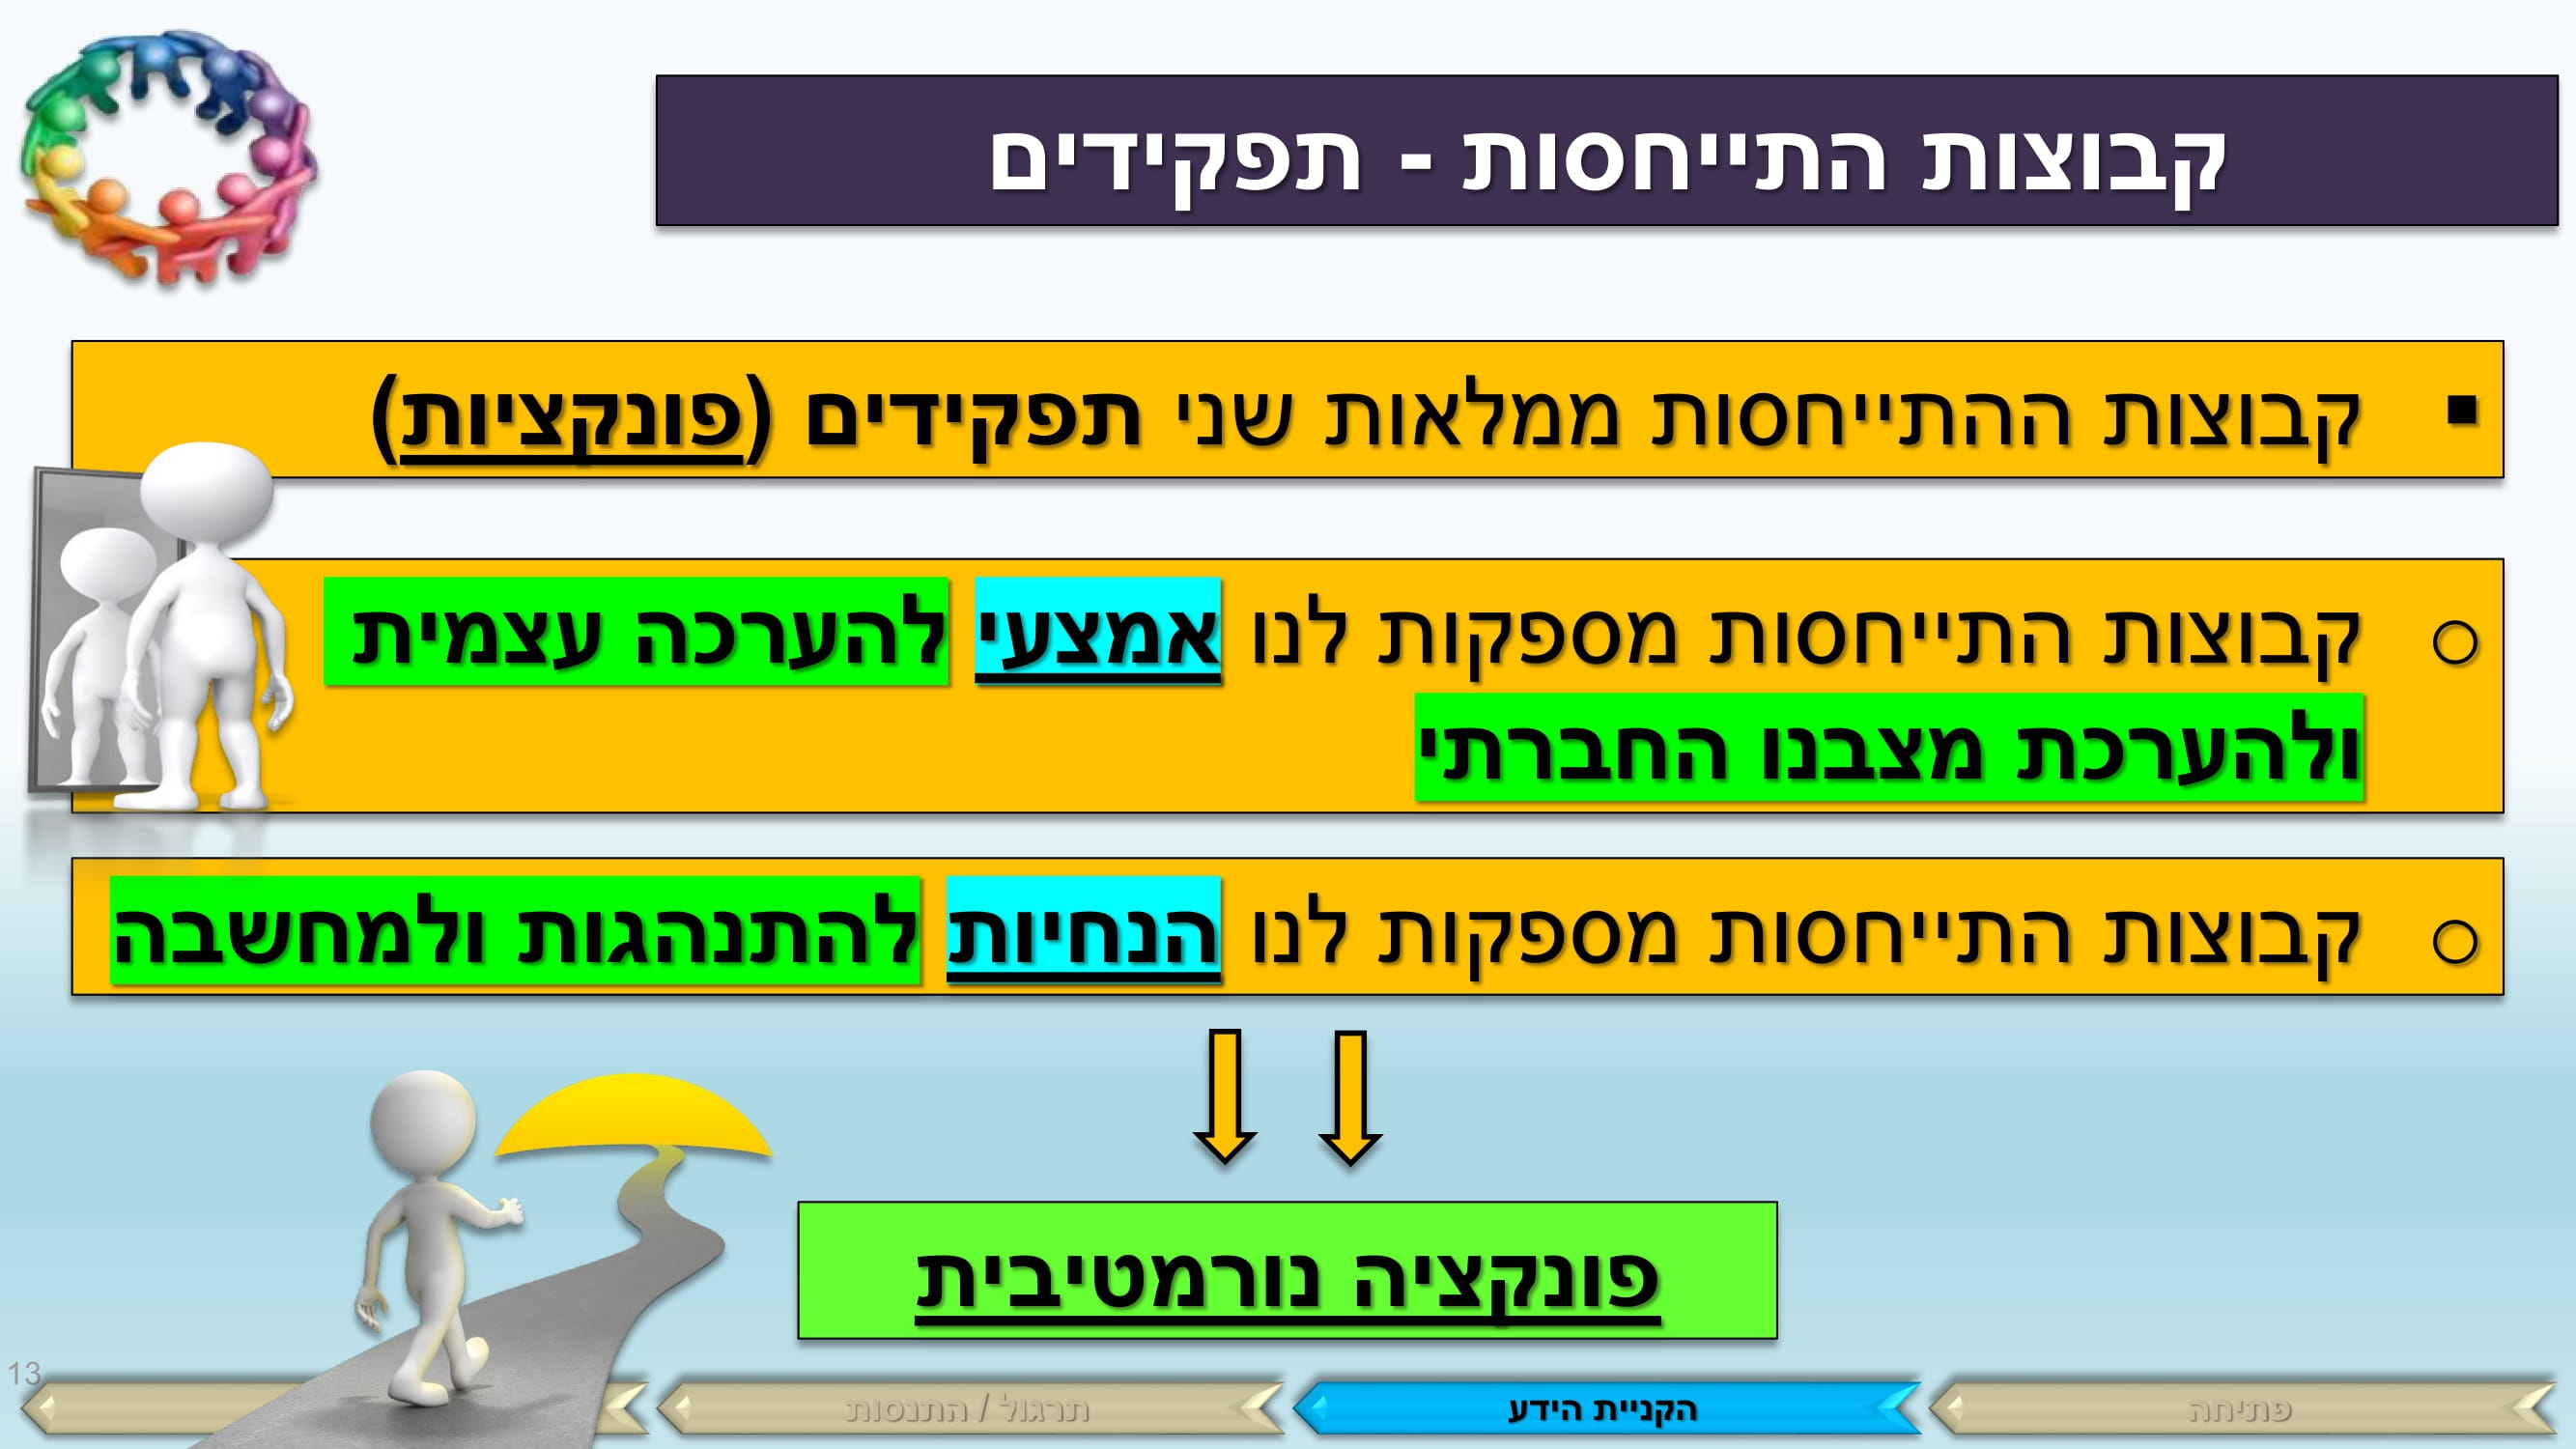 קבוצות התייחסות - תפקידים
▪ קבוצות ההתייחסות ממלאות שני תפקידים (פונקציות)
○ קבוצות התייחסות מספקות לנו אמצעי להערכה עצמית
ולהערכת מצבנו החברתי
○ קבוצות התייחסות מספקות לנו הנחיות להתנהגות ולמחשבה
פונקציה נורמטיבית
13
פתיחה
הקניית הידע
תרגול / התנסות